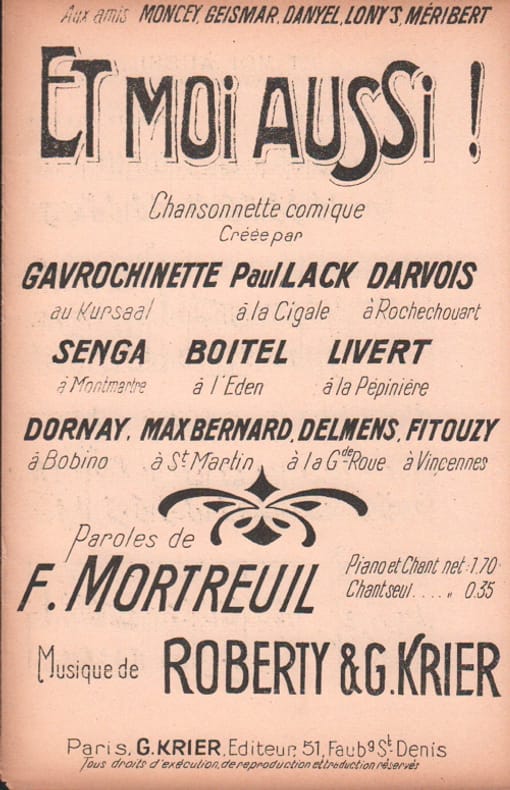 Aux amis MONCEY, GEISMAR, DANYEL, LONY'S, MÉRIBERT
ET MOI AUSSI !
Chansonnette comique
Créée par
GAVROCHINETTE Paul LACK DARVOIS
au Kursaal à la Cigale à Rochechouart
SENGA BOITEL LIVERT
à Montmartre à l'Eden à la Pépinière
DORNAY, MAX BERNARD, DELMENS, FITOUZY
à Bobino à St Martin à la Gde Roue à Vincennes
Paroles de
F. MORTREUIL
Piano et Chant net : 1.70
Chant seul .... „ 0.35
Musique de ROBERTY & G. KRIER
Paris, G. KRIER, Editeur, 51, Faubg St-Denis
Tous droits d'exécution, de reproduction et traduction réservés